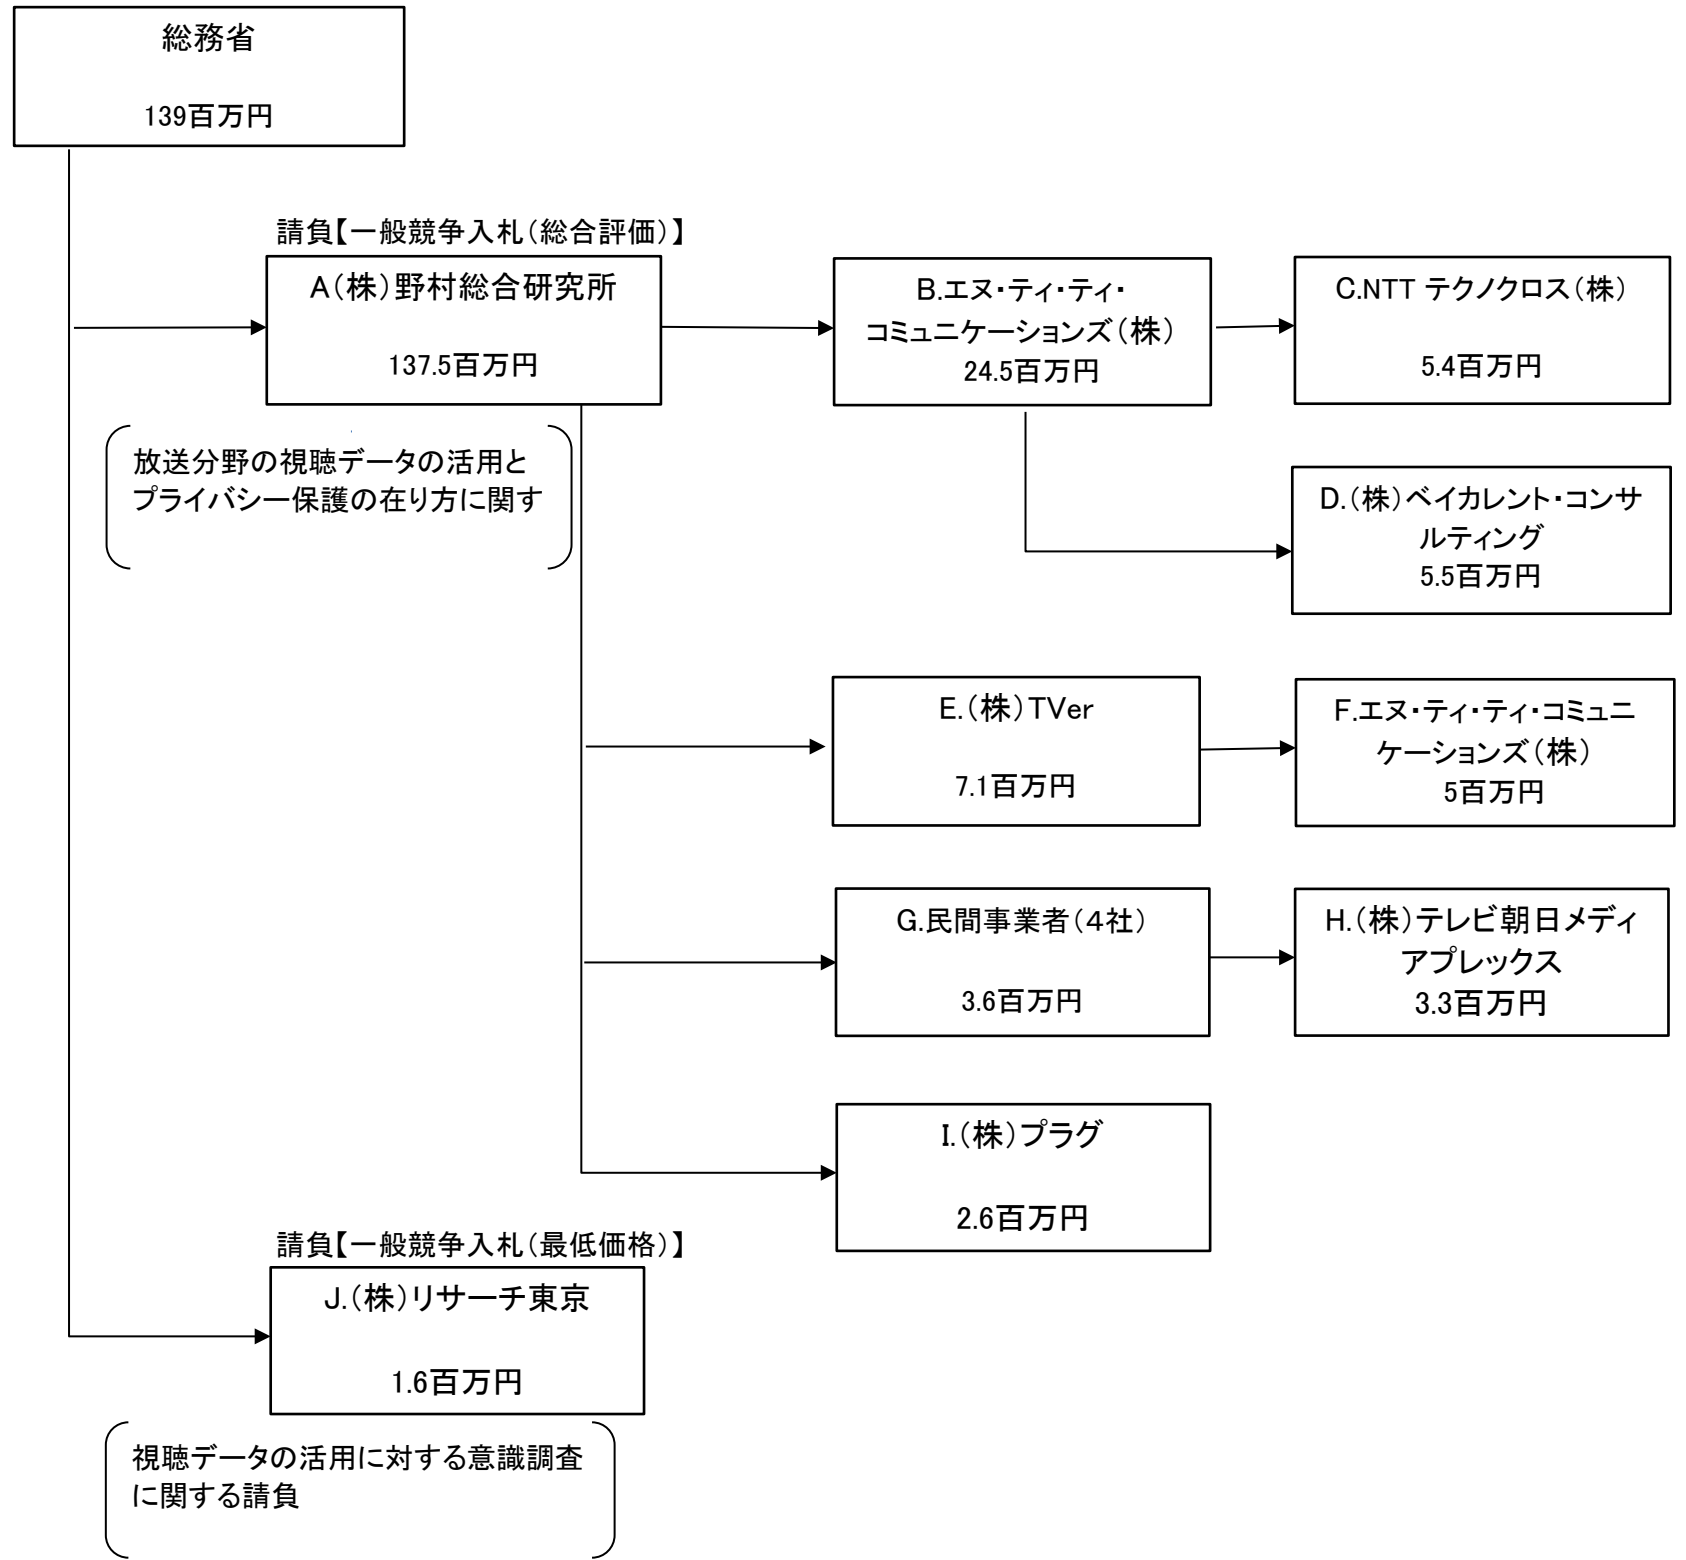 総務省
139百万円
請負【一般競争入札（総合評価）】
A（株）野村総合研究所
137.5百万円
放送分野の視聴データの活用と
プライバシー保護の在り方に関す
B.エヌ・ティ・ティ・
コミュニケーションズ（株）
24.5百万円
C.NTT テクノクロス（株）
5.4百万円
D.（株）ベイカレント・コンサ
ルティング
5.5百万円
E.（株）TVer
7.1百万円
F.エヌ・ティ・ティ・コミュニ
ケーションズ（株）
5百万円
G.民間事業者（４社）
3.6百万円
H.（株）テレビ朝日メディ
アプレックス
3.3百万円
I.（株）プラグ
2.6百万円
請負【一般競争入札（最低価格）】
J.（株）リサーチ東京
1.6百万円
視聴データの活用に対する意識調査
に関する請負